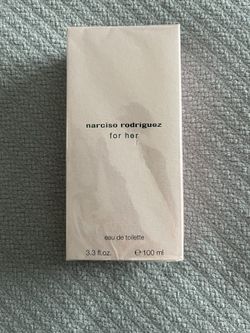 narciso rodriguez
for her
eau de toilette
3.3 fl.oz. e 100 ml